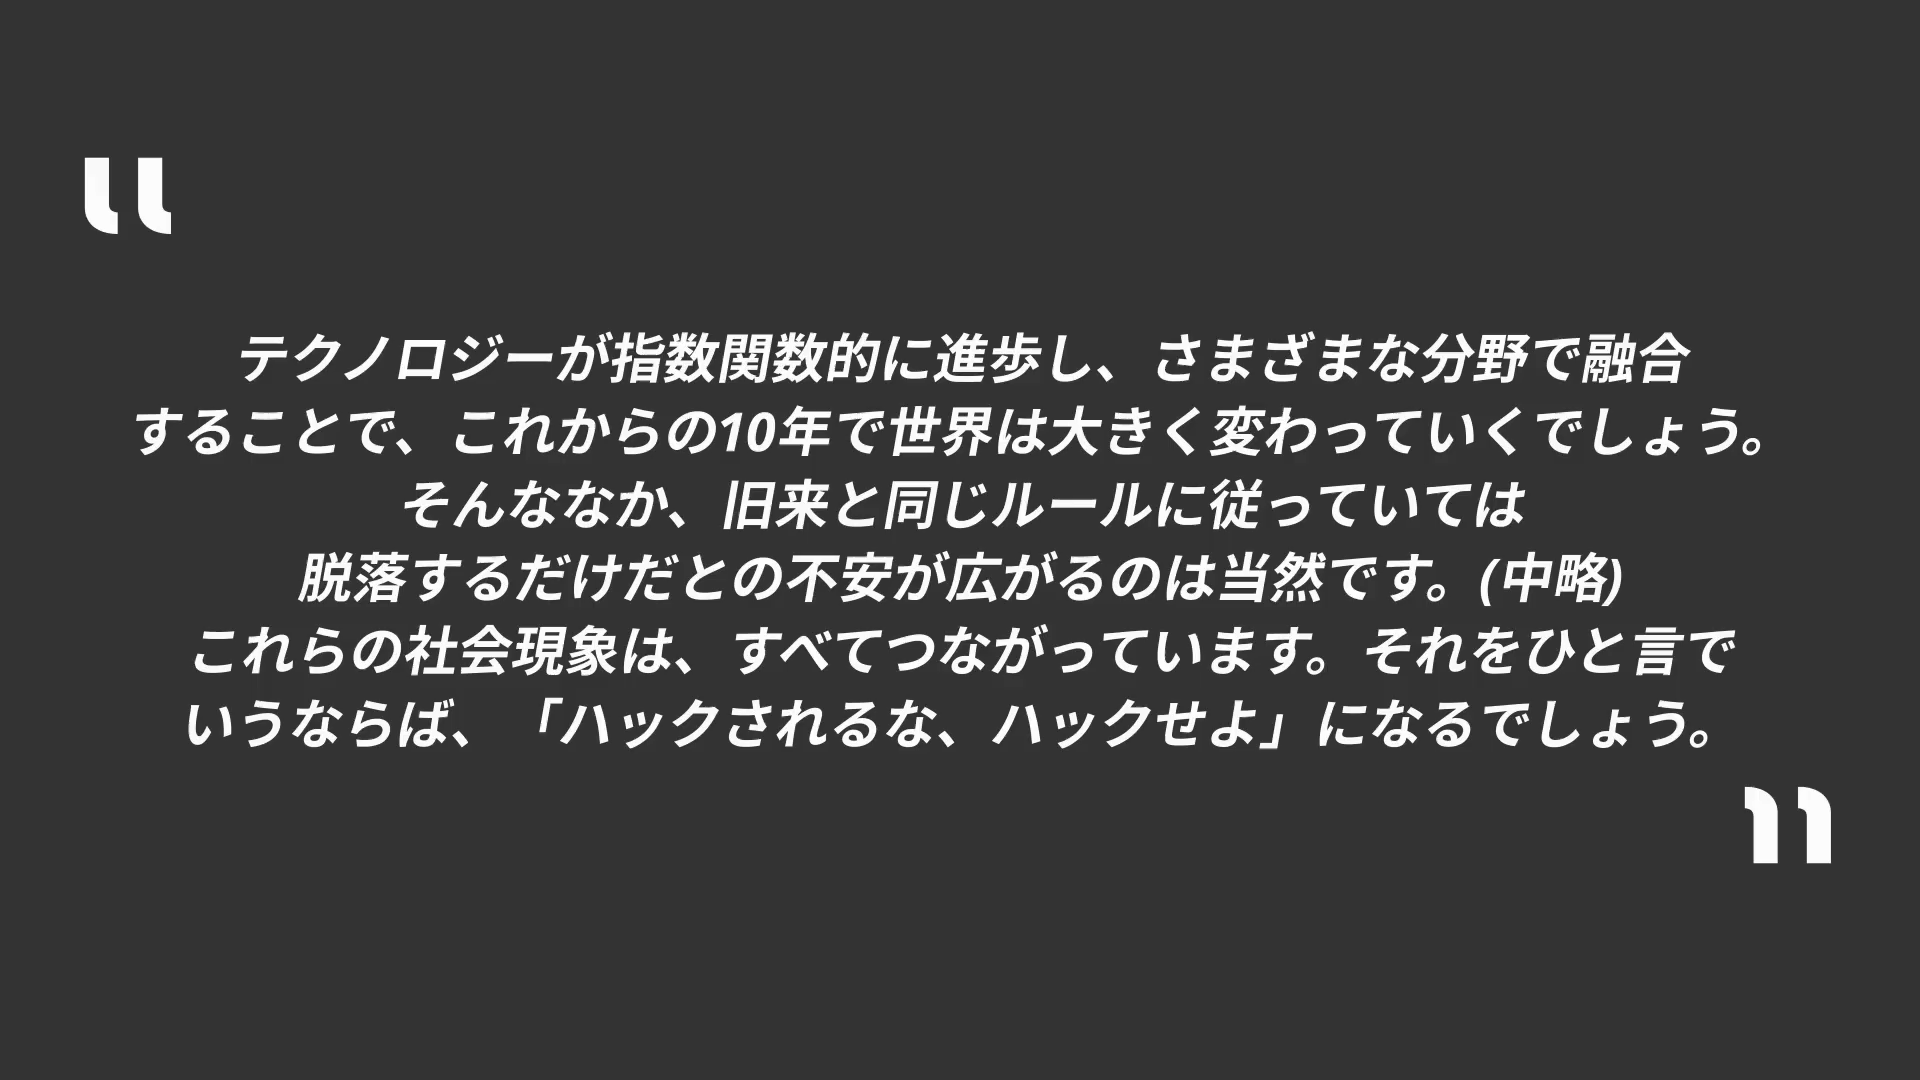 “
テクノロジーが指数関数的に進歩し、さまざまな分野で融合
することで、これからの10年で世界は大きく変わっていくでしょう。
そんななか、旧来と同じルールに従っていては
脱落するだけだとの不安が広がるのは当然です。(中略)
これらの社会現象は、すべてつながっています。それをひと言で
いうならば、「ハックされるな、ハックせよ」になるでしょう。
”